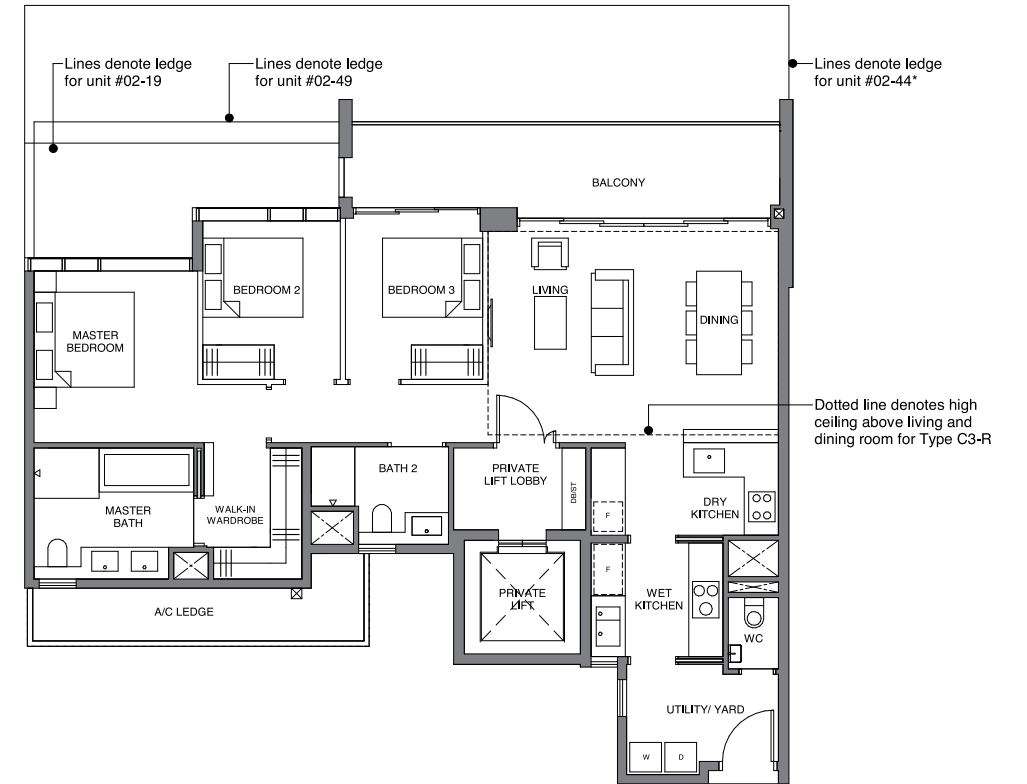 Lines denote ledge
for unit #02-19
Lines denote ledge
for unit #02-49
Lines denote ledge
for unit #02-44*
BALCONY
BEDROOM 2
BEDROOM 3
LIVING
DINING
MASTER
BEDROOM
Dotted line denotes high
ceiling above living and
dining room for Type C3-R
BATH 2
PRIVATE
LIFT LOBBY
DB/ST
MASTER
BATH
WALK-IN
WARDROBE
F
DRY
KITCHEN
F
PRIVATE
LIFT
WET
KITCHEN
A/C LEDGE
WC
UTILITY/ YARD
W
D